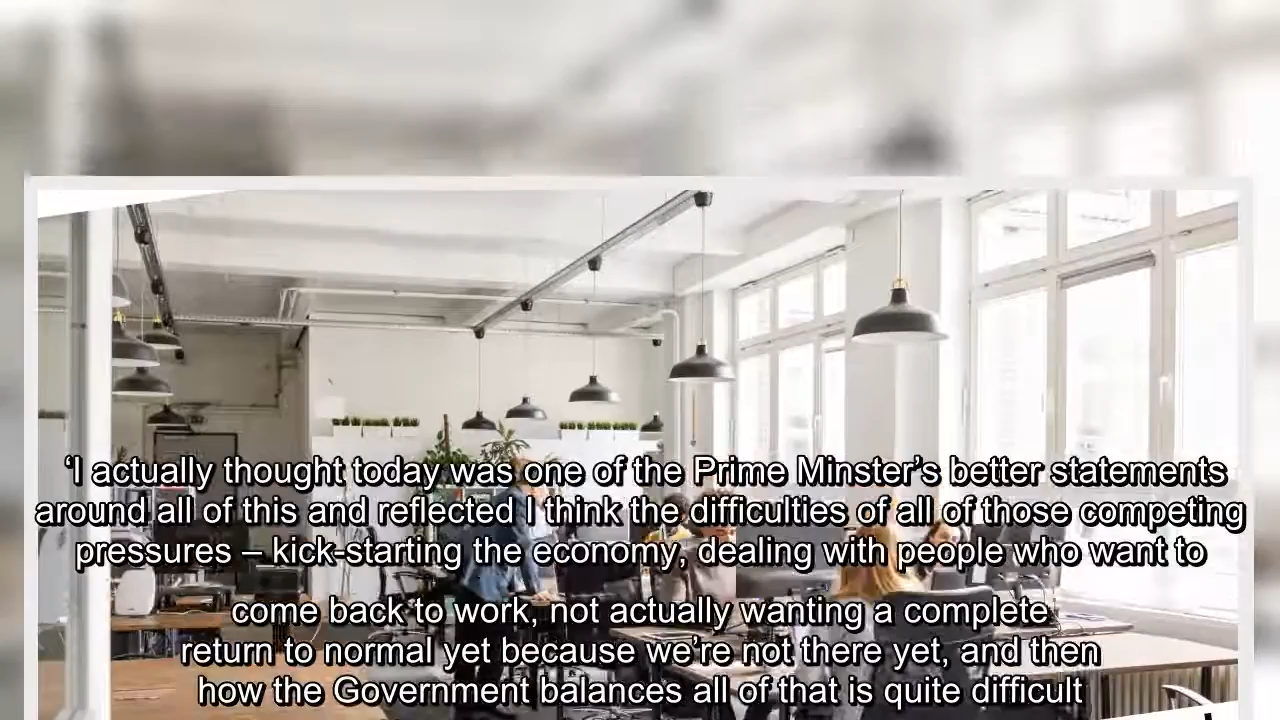 ‘I actually thought today was one of the Prime Minster’s better statements
around all of this and reflected I think the difficulties of all of those competing
pressures – kick-starting the economy, dealing with people who want to
come back to work, not actually wanting a complete
return to normal yet because we’re not there yet, and then
how the Government balances all of that is quite difficult